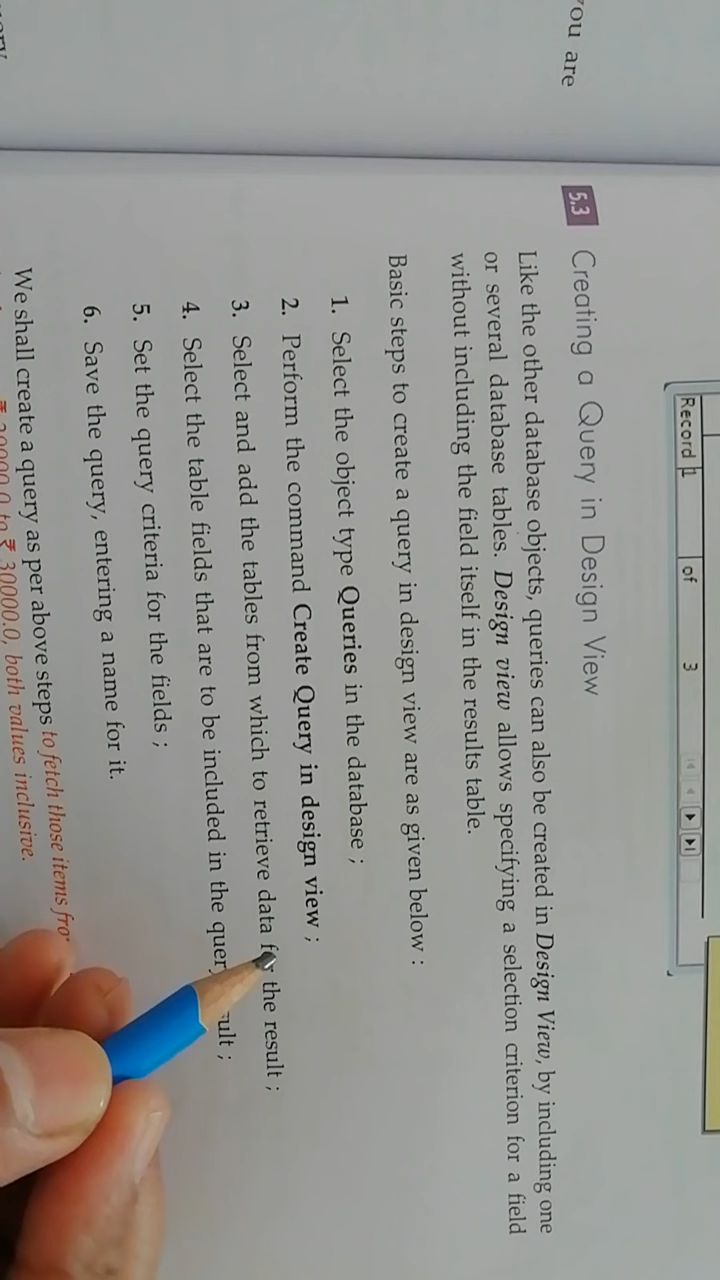 you are
Record 1 of 3
5.3 Creating a Query in Design View
Like the other database objects, queries can also be created in Design View, by including one
or several database tables. Design view allows specifying a selection criterion for a field
without including the field itself in the results table.
Basic steps to create a query in design view are as given below :
1. Select the object type Queries in the database ;
2. Perform the command Create Query in design view ;
3. Select and add the tables from which to retrieve data for the result ;
4. Select the table fields that are to be included in the query ;
5. Set the query criteria for the fields ;
6. Save the query, entering a name for it.
We shall create a query as per above steps to fetch those items
to ₹ 30000.0, both values inclusive.